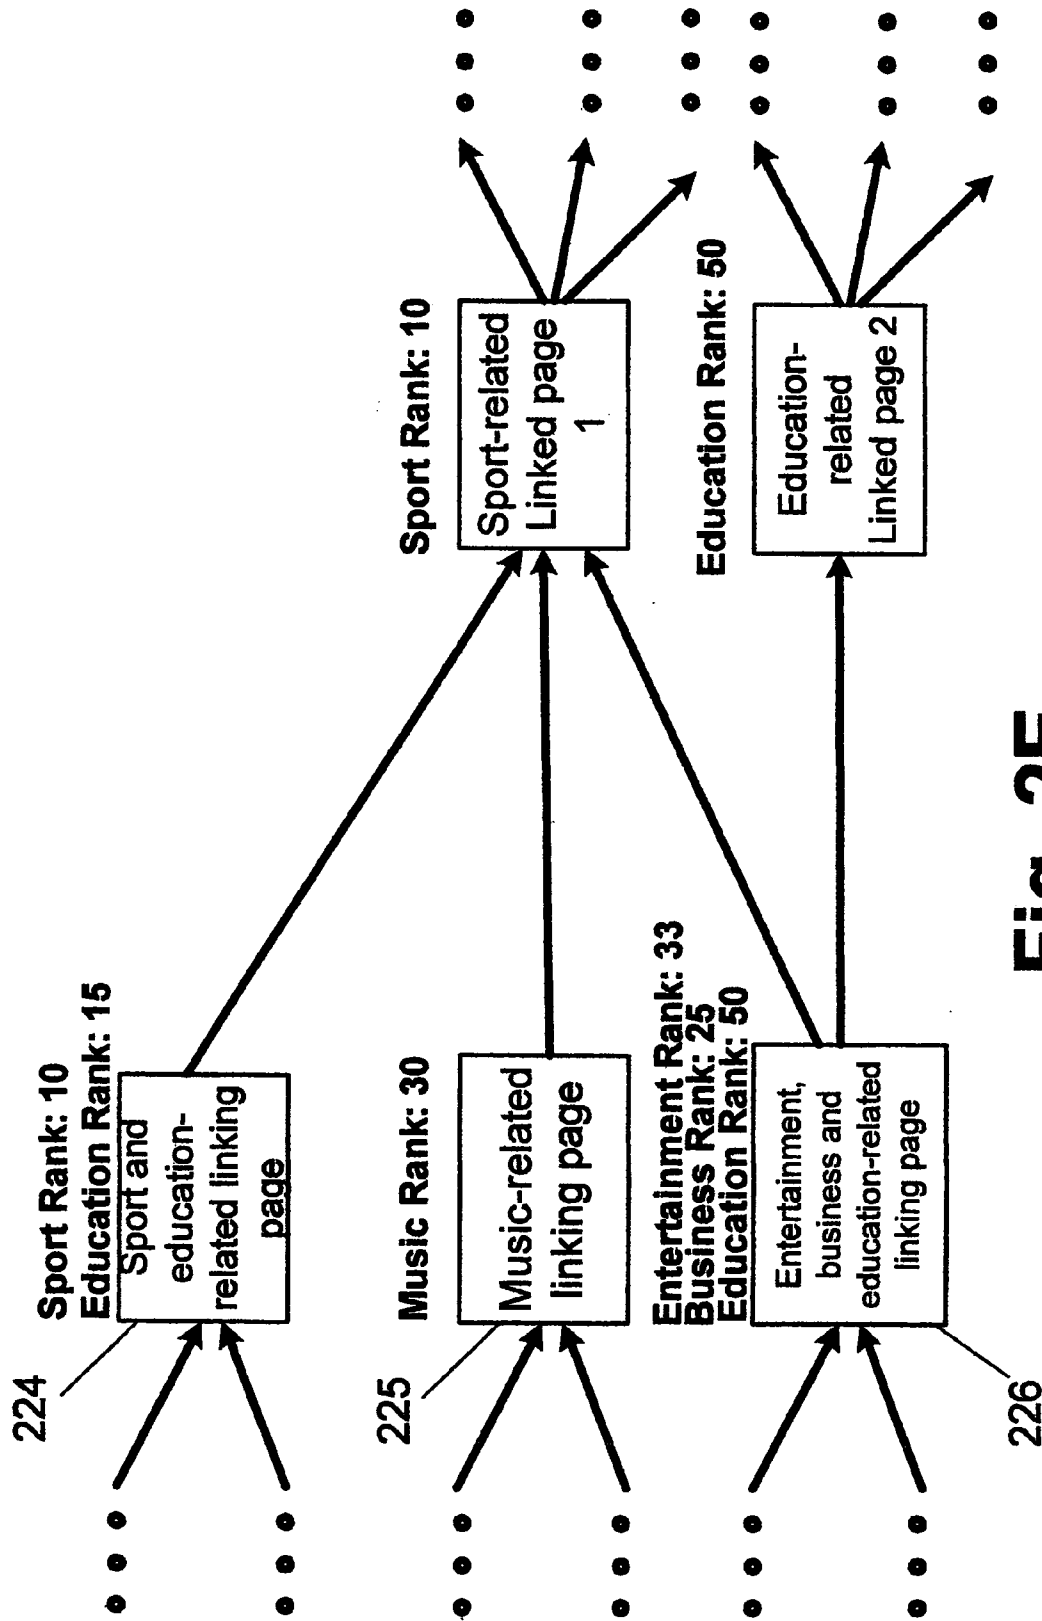 224
Sport Rank: 10
Education Rank: 15
Sport and
education-
related linking
page
225
Music Rank: 30
Music-related
linking page
Sport Rank: 10
Sport-related
Linked page
1
Entertainment Rank: 33
Business Rank: 25
Education Rank: 50
Entertainment,
business and
education-related
linking page
226
Education Rank: 50
Education-
related
Linked page 2
Fig.